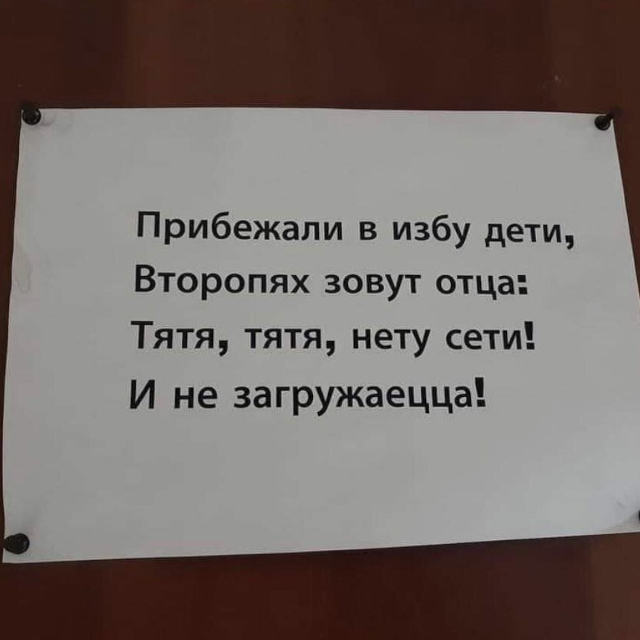 Прибежали в избу дети,
Второпях зовут отца:
Тятя, тятя, нету сети!
И не загружаецца!